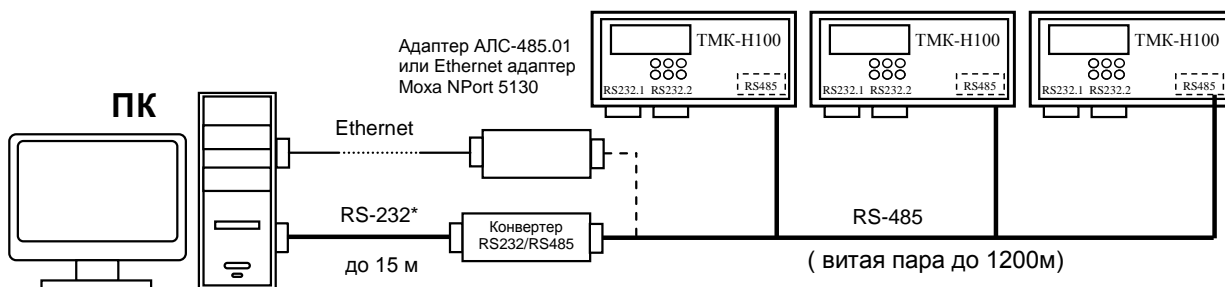 Адаптер АЛС-485.01
или Ethernet адаптер
Моха NPort 5130
ТМК-Н100
RS232.1 RS232.2
RS485
ТМК-Н100
RS232.1 RS232.2
RS485
ТМК-Н100
RS232.1 RS232.2
RS485
ПК
Ethernet
RS-232*
до 15 м
Конвертер
RS232/RS485
RS-485
( витая пара до 1200м)